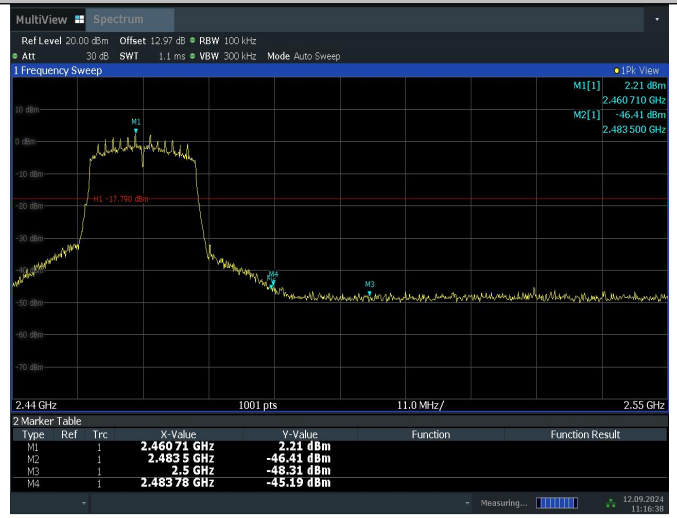 MultiView Spectrum
Ref Level 20.00 dBm Offset 12.97 dB RBW 100 kHz
Att 30 dB SWT 1.1 ms VBW 300 kHz Mode Auto Sweep
1 Frequency Sweep 1Pk View
M1[1] 2.21 dBm
2.460 710 GHz
M2[1] -46.41 dBm
2.483 500 GHz
10 dBm
M1
0 dBm
-10 dBm
H1 -17.790 dBm
-20 dBm
-30 dBm
-40 dBm
M4
M3
-50 dBm
-60 dBm
-70 dBm
2.44 GHz 1001 pts 11.0 MHz/ 2.55 GHz
2 Marker Table
Type Ref Trc X-Value Y-Value Function Function Result
M1 1 2.460 71 GHz 2.21 dBm
M2 1 2.483 5 GHz -46.41 dBm
M3 1 2.5 GHz -48.31 dBm
M4 1 2.483 78 GHz -45.19 dBm
Measuring... 12.09.2024
11:16:38